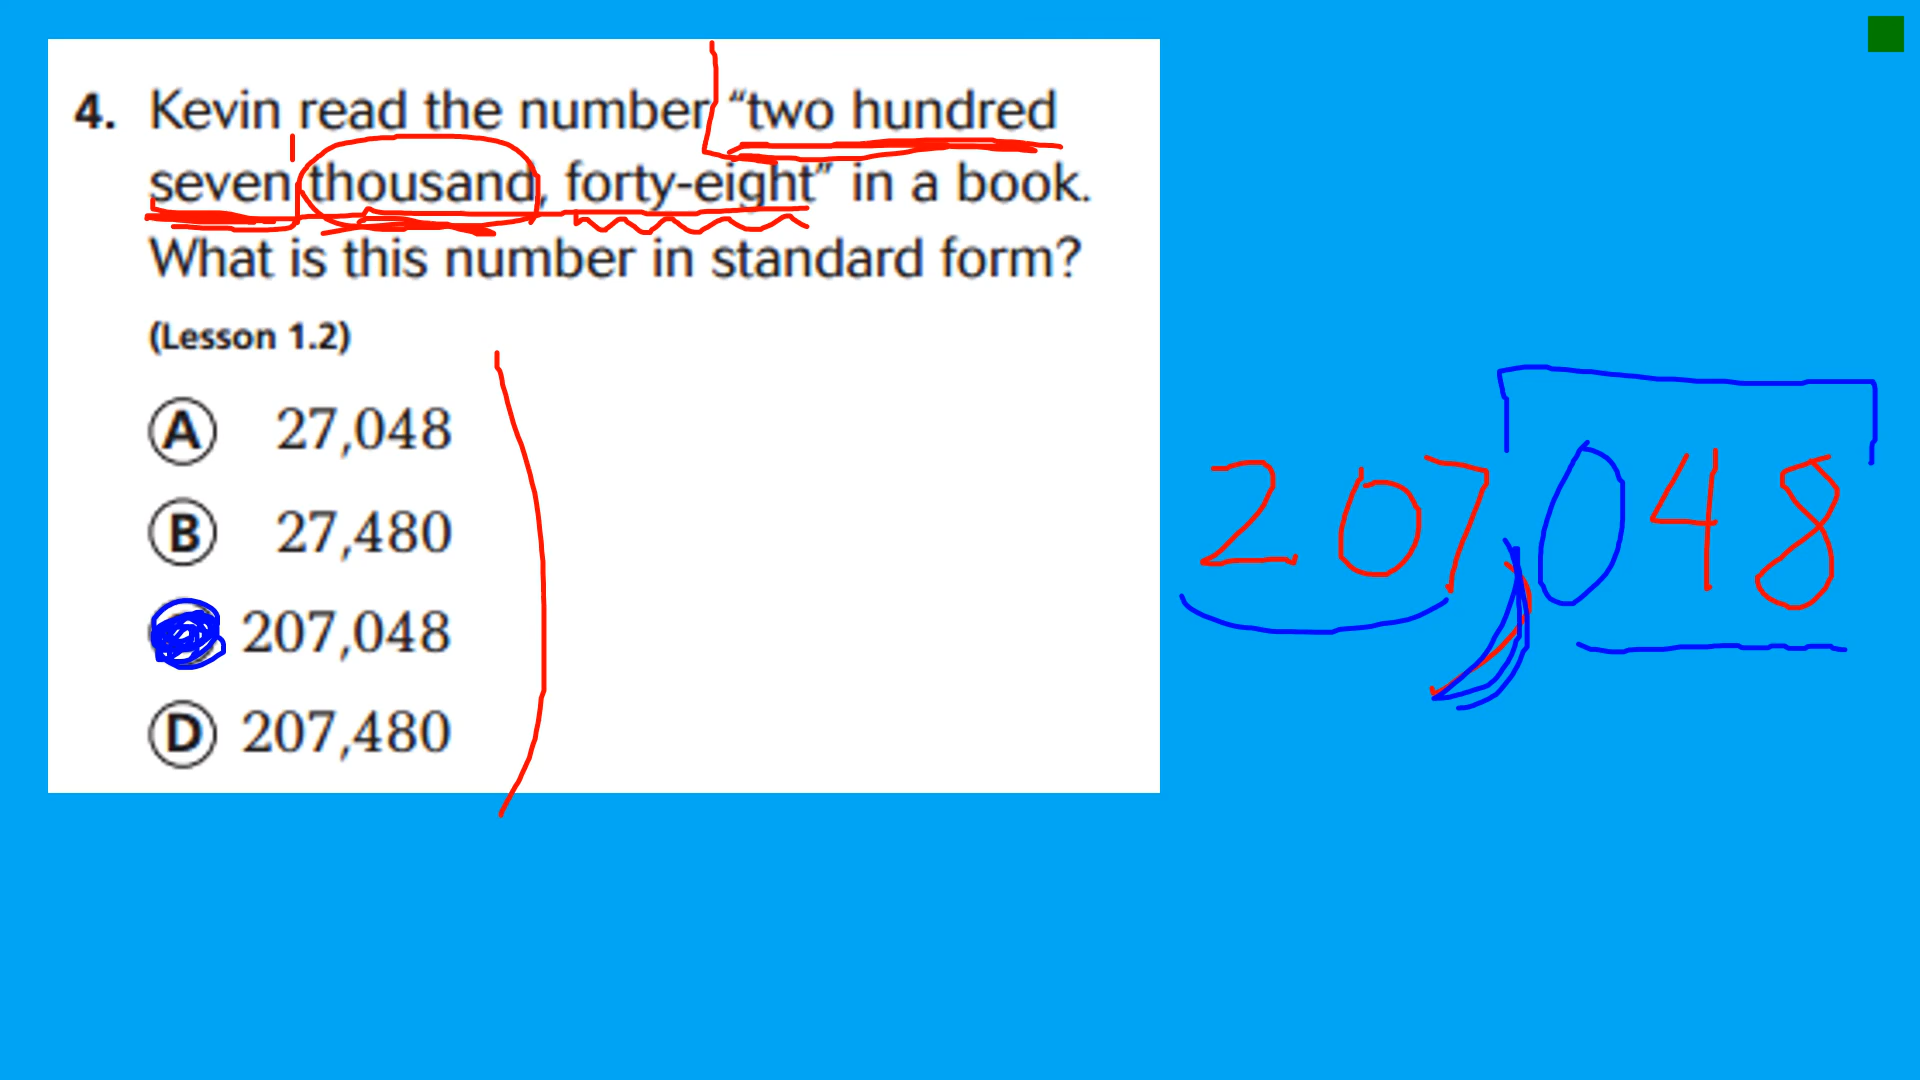 4. Kevin read the number “two hundred
seven thousand, forty-eight” in a book.
What is this number in standard form?
(Lesson 1.2)
A 27,048
B 27,480
207,048
D 207,480
207,048